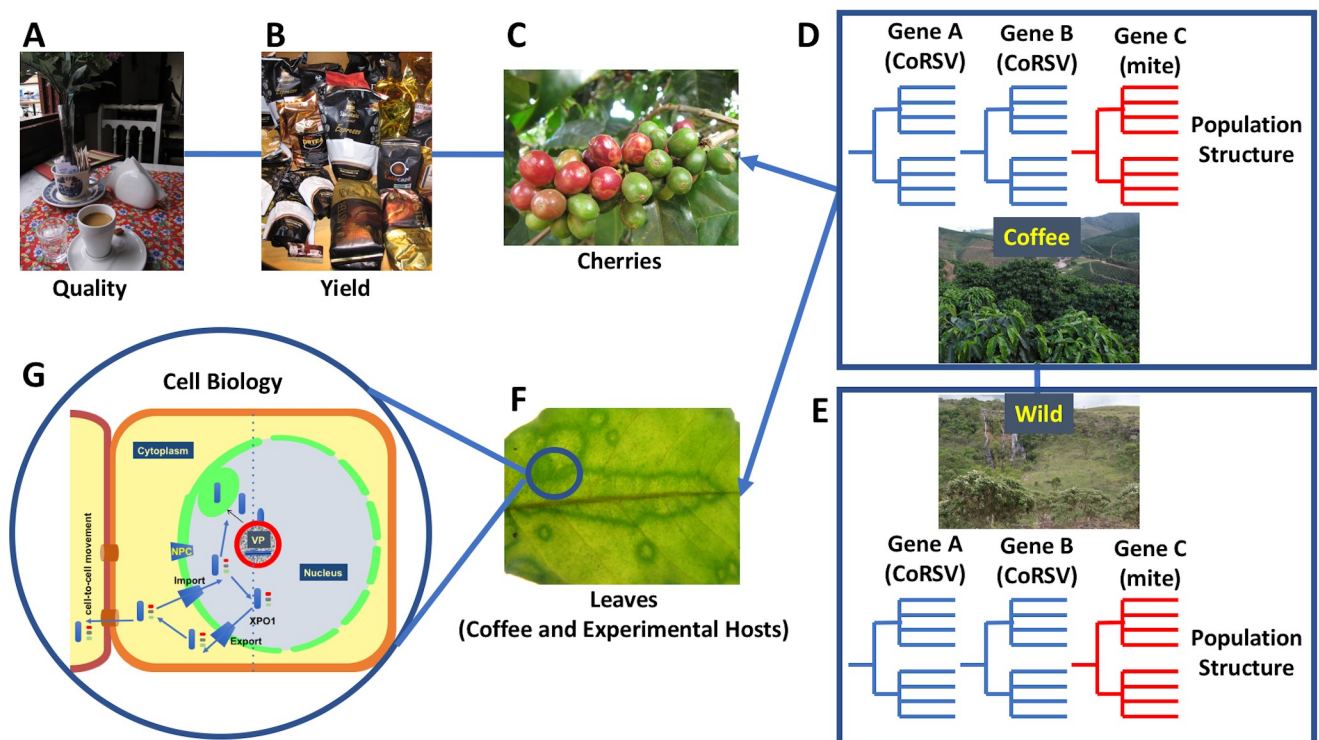 A
Quality
B
Espresso
Yield
C
Cherries
D
Gene A
(CoRSV)
Gene B
(CoRSV)
Gene C
(mite)
Population
Structure
Coffee
E
Wild
Gene A
(CoRSV)
Gene B
(CoRSV)
Gene C
(mite)
Population
Structure
F
Leaves
(Coffee and Experimental Hosts)
G
Cell Biology
Cytoplasm
VP
NPC
Nucleus
Import
XPO1
Export
cell-to-cell movement